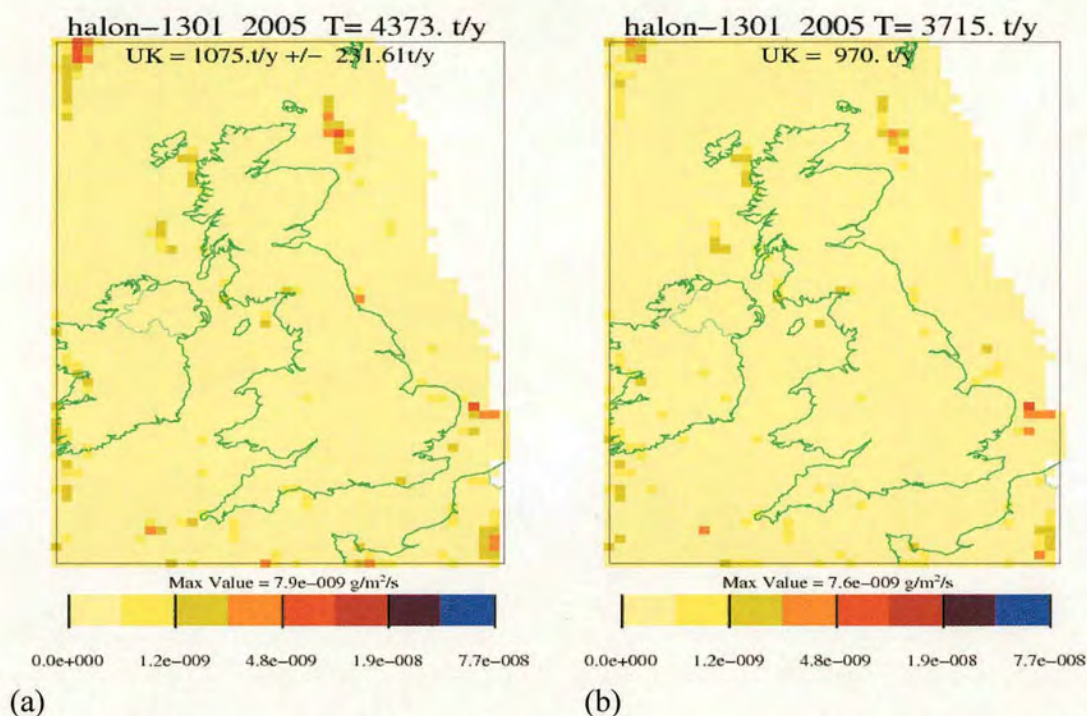 halon−1301 2005 T= 4373. t/y
UK = 1075.t/y +/− 231.61t/y
Max Value = 7.9e−009 g/m²/s
0.0e+000 1.2e−009 4.8e−009 1.9e−008 7.7e−008
(a)
halon−1301 2005 T= 3715. t/y
UK = 970. t/y
Max Value = 7.6e−009 g/m²/s
0.0e+000 1.2e−009 4.8e−009 1.9e−008 7.7e−008
(b)